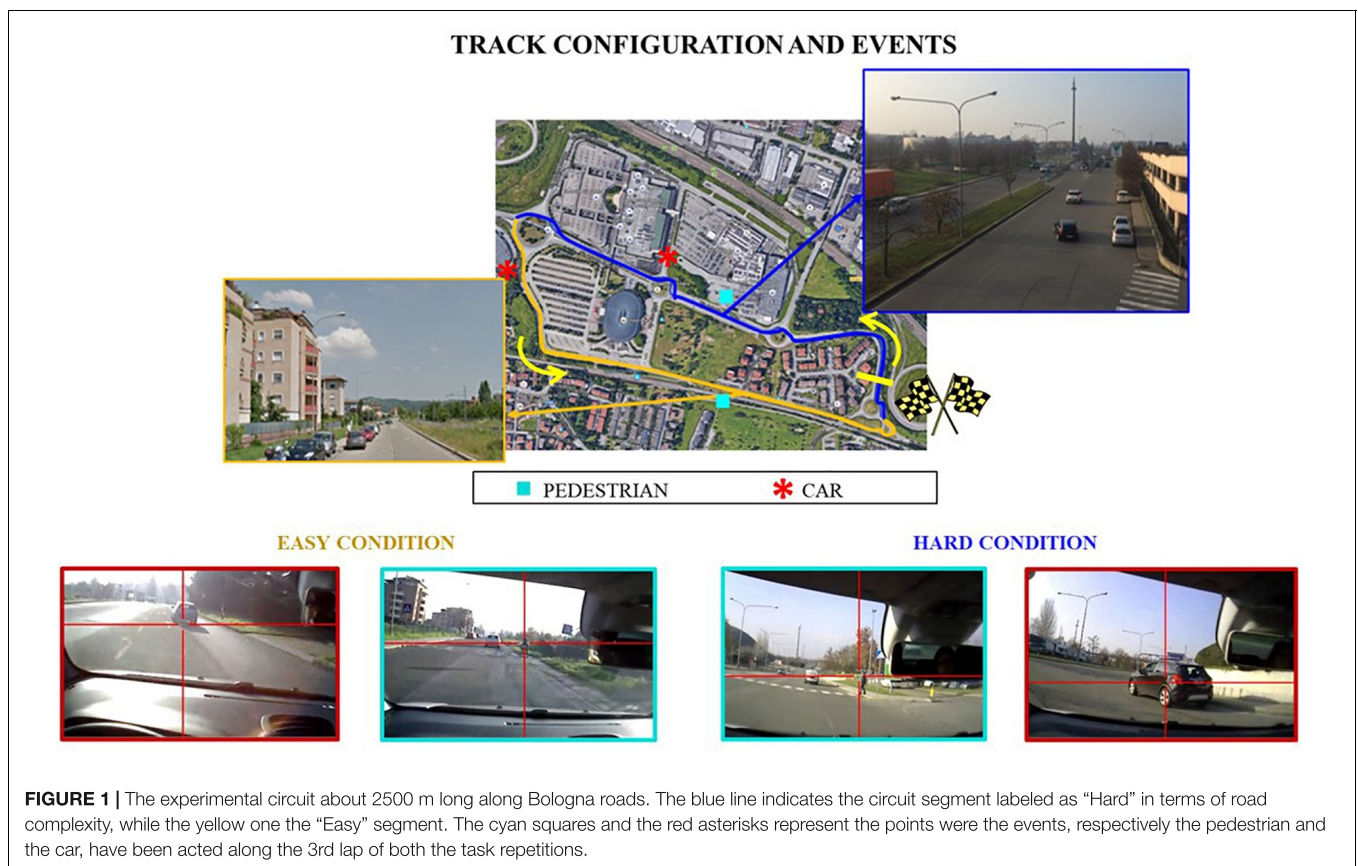 TRACK CONFIGURATION AND EVENTS
PEDESTRIAN
CAR
EASY CONDITION
HARD CONDITION
FIGURE 1 | The experimental circuit about 2500 m long along Bologna roads. The blue line indicates the circuit segment labeled as “Hard” in terms of road
complexity, while the yellow one the “Easy” segment. The cyan squares and the red asterisks represent the points were the events, respectively the pedestrian and
the car, have been acted along the 3rd lap of both the task repetitions.